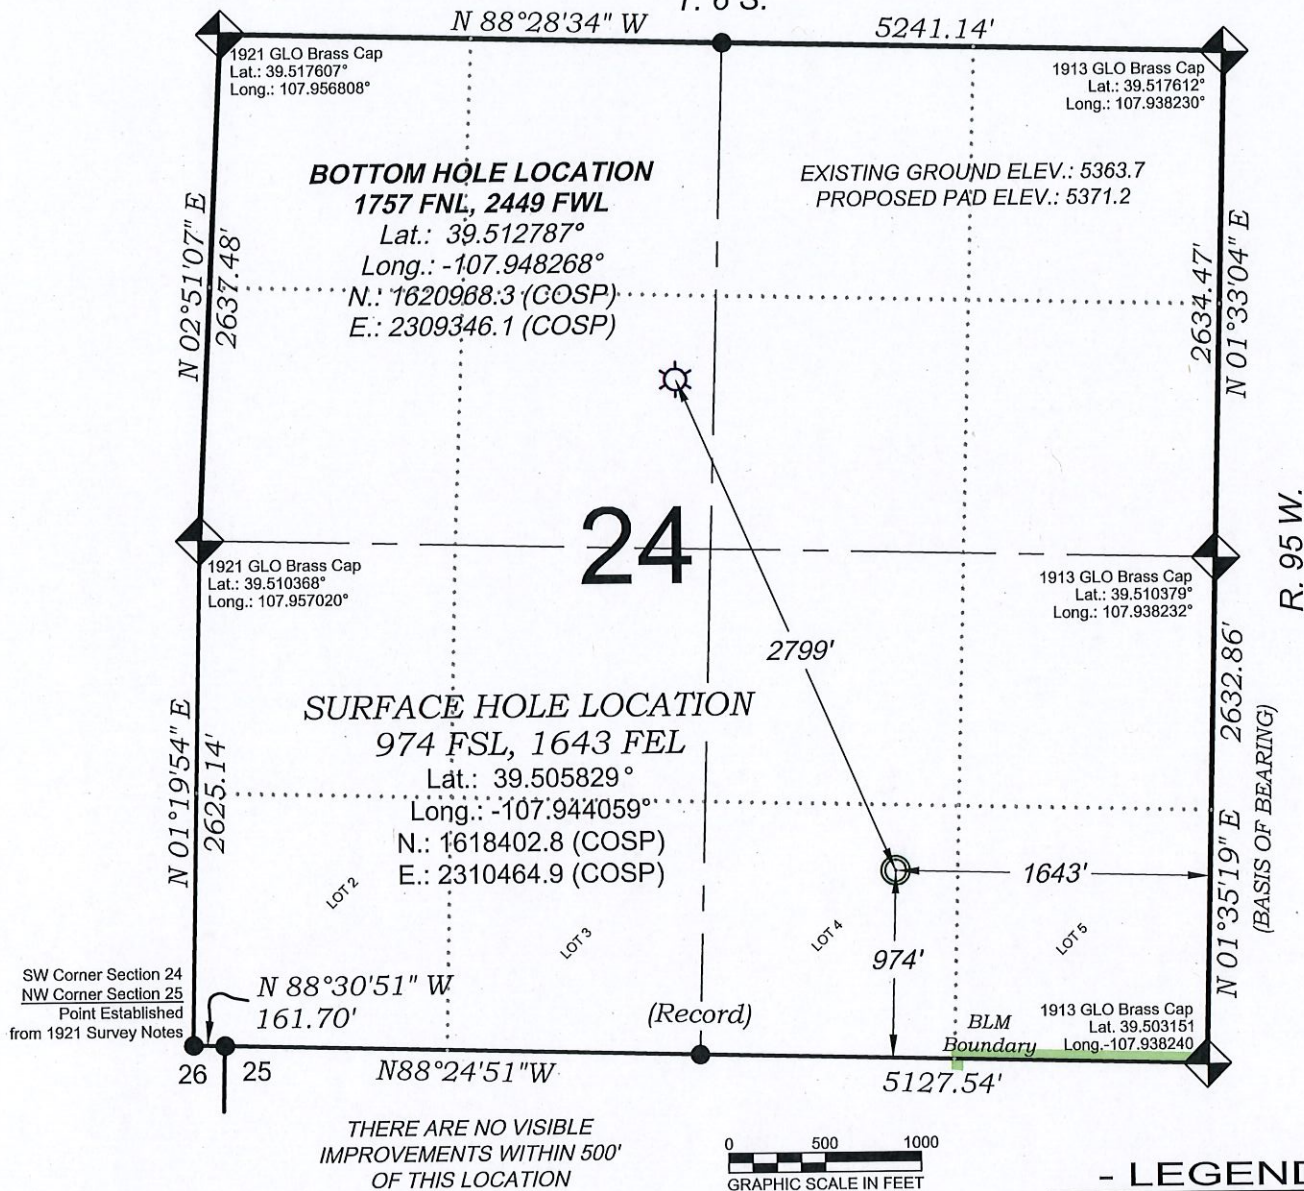 T. 6 S.
N 88°28'34" W
5241.14'
1921 GLO Brass Cap
Lat.: 39.517607°
Long.: 107.956808°
1913 GLO Brass Cap
Lat.: 39.517612°
Long.: 107.938230°
BOTTOM HOLE LOCATION
1757 FNL, 2449 FWL
Lat.: 39.512787°
Long.: -107.948268°
N.: 1620968.3 (COSP)
E.: 2309346.1 (COSP)
EXISTING GROUND ELEV.: 5363.7
PROPOSED PAD ELEV.: 5371.2
N 02°51'07" E
2637.48'
2634.47'
N 01°33'04" E
24
R. 95 W.
1921 GLO Brass Cap
Lat.: 39.510368°
Long.: 107.957020°
1913 GLO Brass Cap
Lat.: 39.510379°
Long.: 107.938232°
2799'
SURFACE HOLE LOCATION
974 FSL, 1643 FEL
Lat.: 39.505829°
Long.: -107.944059°
N.: 1618402.8 (COSP)
E.: 2310464.9 (COSP)
N 01°19'54" E
2625.14'
2632.86'
N 01°35'19" E
(BASIS OF BEARING)
1643'
974'
LOT 2
LOT 3
LOT 4
LOT 5
SW Corner Section 24
NW Corner Section 25
Point Established
from 1921 Survey Notes
N 88°30'51" W
161.70'
(Record)
BLM
Boundary
1913 GLO Brass Cap
Lat. 39.503151
Long.-107.938240
26
25
N88°24'51"W
5127.54'
THERE ARE NO VISIBLE
IMPROVEMENTS WITHIN 500'
OF THIS LOCATION
0 500 1000
GRAPHIC SCALE IN FEET
- LEGEND